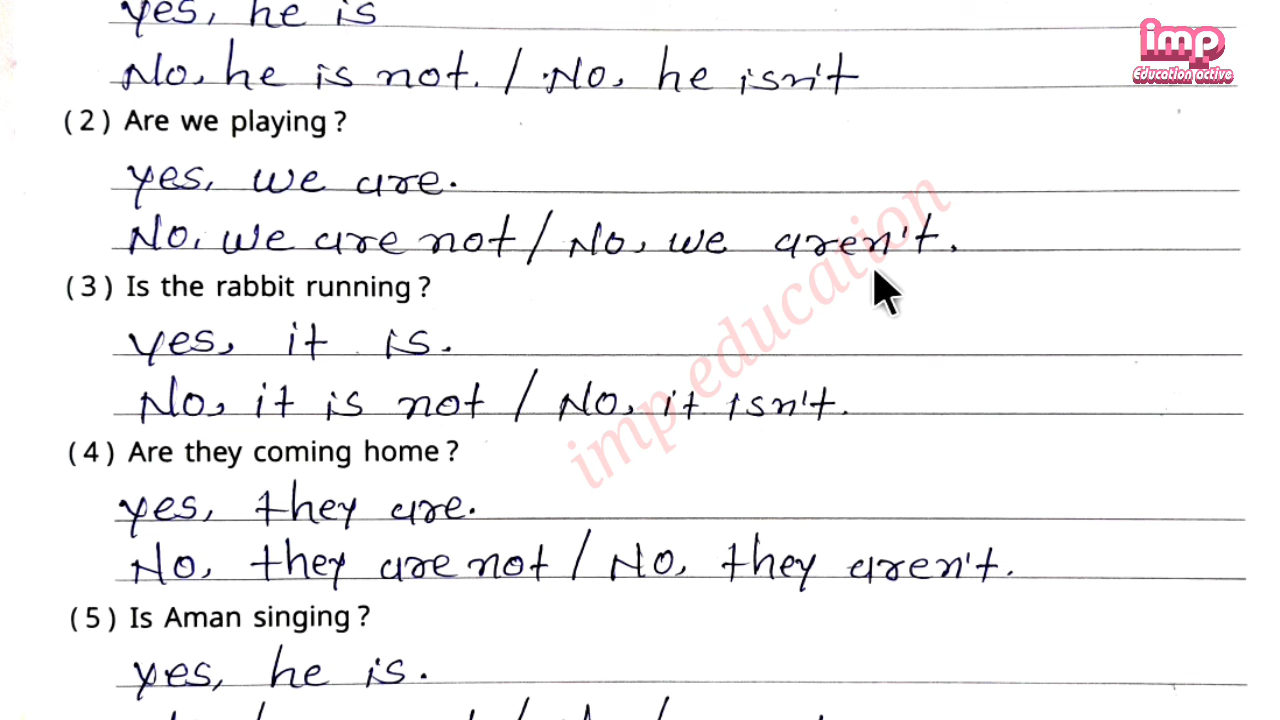 yes, he is
No, he is not. / No, he isn't
imp
Education active
(2) Are we playing?
yes, we are.
No, we are not / No, we aren't.
(3) Is the rabbit running?
yes, it is.
No, it is not / No, it isn't.
imp education
(4) Are they coming home?
yes, they are.
No, they are not / No, they aren't.
(5) Is Aman singing?
yes, he is.